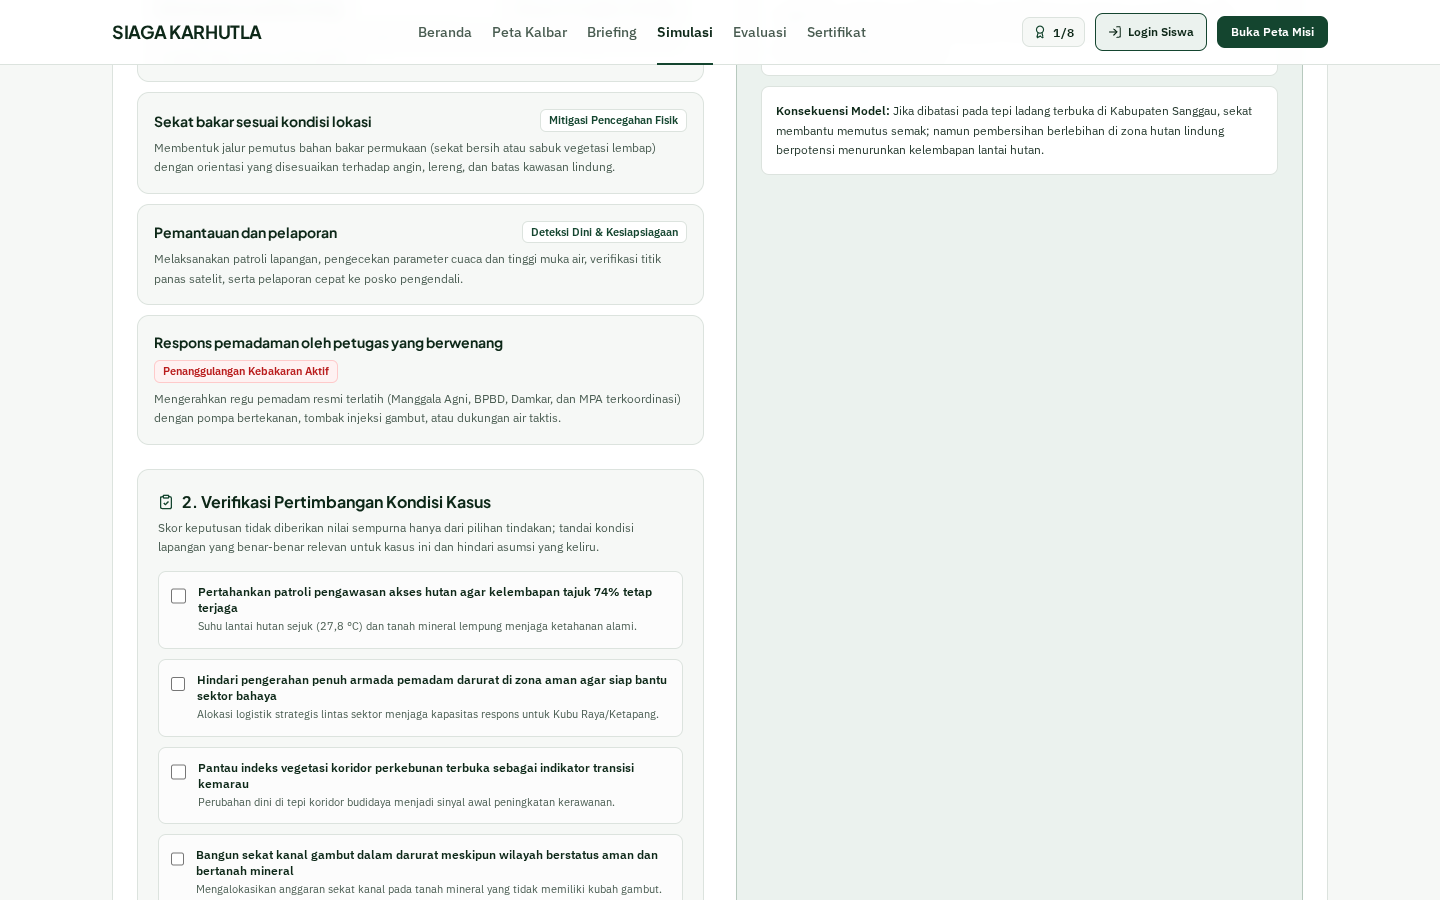 SIAGA KARHUTLA
Beranda
Peta Kalbar
Briefing
Simulasi
Evaluasi
Sertifikat
1/8
Login Siswa
Buka Peta Misi
Sekat bakar sesuai kondisi lokasi
Mitigasi Pencegahan Fisik
Membentuk jalur pemutus bahan bakar permukaan (sekat bersih atau sabuk vegetasi lembap)
dengan orientasi yang disesuaikan terhadap angin, lereng, dan batas kawasan lindung.
Pemantauan dan pelaporan
Deteksi Dini & Kesiapsiagaan
Melaksanakan patroli lapangan, pengecekan parameter cuaca dan tinggi muka air, verifikasi titik
panas satelit, serta pelaporan cepat ke posko pengendali.
Respons pemadaman oleh petugas yang berwenang
Penanggulangan Kebakaran Aktif
Mengerahkan regu pemadam resmi terlatih (Manggala Agni, BPBD, Damkar, dan MPA terkoordinasi)
dengan pompa bertekanan, tombak injeksi gambut, atau dukungan air taktis.
2. Verifikasi Pertimbangan Kondisi Kasus
Skor keputusan tidak diberikan nilai sempurna hanya dari pilihan tindakan; tandai kondisi
lapangan yang benar-benar relevan untuk kasus ini dan hindari asumsi yang keliru.
Pertahankan patroli pengawasan akses hutan agar kelembapan tajuk 74% tetap
terjaga
Suhu lantai hutan sejuk (27,8 °C) dan tanah mineral lempung menjaga ketahanan alami.
Hindari pengerahan penuh armada pemadam darurat di zona aman agar siap bantu
sektor bahaya
Alokasi logistik strategis lintas sektor menjaga kapasitas respons untuk Kubu Raya/Ketapang.
Pantau indeks vegetasi koridor perkebunan terbuka sebagai indikator transisi
kemarau
Perubahan dini di tepi koridor budidaya menjadi sinyal awal peningkatan kerawanan.
Bangun sekat kanal gambut dalam darurat meskipun wilayah berstatus aman dan
bertanah mineral
Mengalokasikan anggaran sekat kanal pada tanah mineral yang tidak memiliki kubah gambut.
Konsekuensi Model: Jika dibatasi pada tepi ladang terbuka di Kabupaten Sanggau, sekat
membantu memutus semak; namun pembersihan berlebihan di zona hutan lindung
berpotensi menurunkan kelembapan lantai hutan.